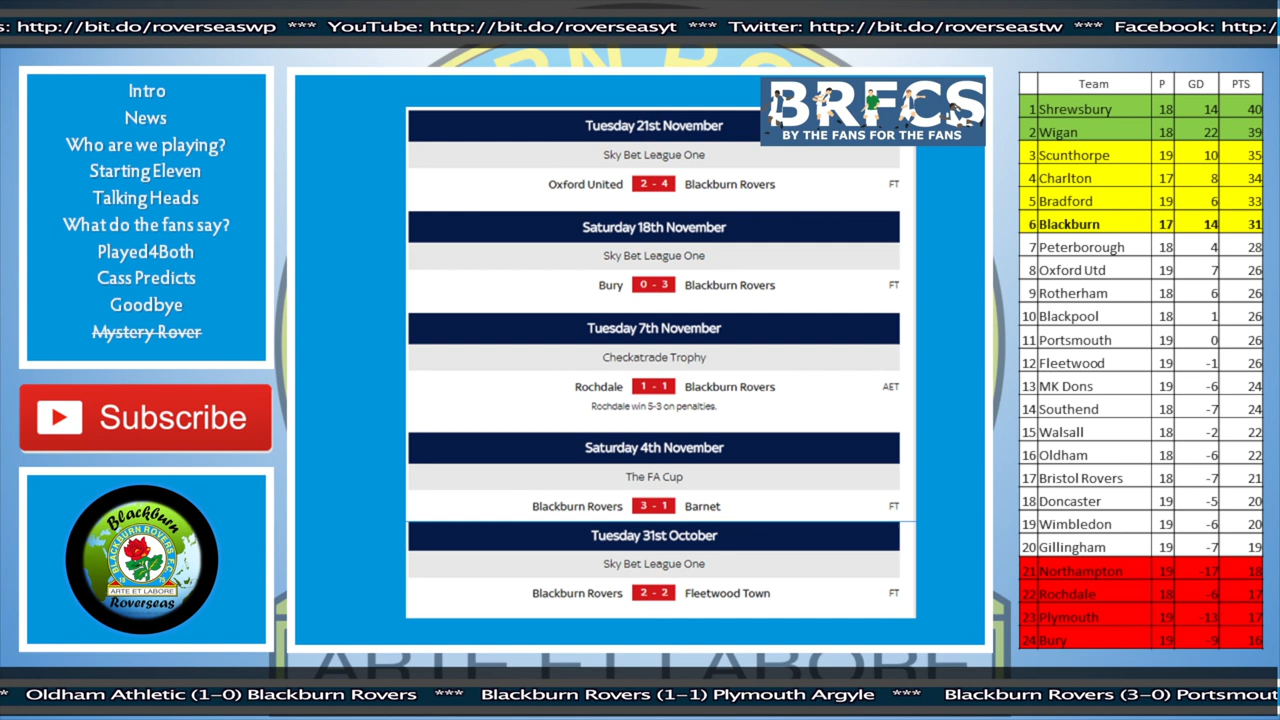 s: http://bit.do/roverseaswp *** YouTube: http://bit.do/roverseasyt *** Twitter: http://bit.do/roverseastw *** Facebook: http:/
Intro
News
Who are we playing?
Starting Eleven
Talking Heads
What do the fans say?
Played4Both
Cass Predicts
Goodbye
Mystery Rover
Subscribe
Blackburn
BLACKBURN ROVERS F.C.
18 75
ARTE ET LABORE
Roverseas
BRFCS
BY THE FANS FOR THE FANS
Tuesday 21st November
Sky Bet League One
Oxford United 2 - 4 Blackburn Rovers FT
Saturday 18th November
Sky Bet League One
Bury 0 - 3 Blackburn Rovers FT
Tuesday 7th November
Checkatrade Trophy
Rochdale 1 - 1 Blackburn Rovers AET
Rochdale win 5-3 on penalties.
Saturday 4th November
The FA Cup
Blackburn Rovers 3 - 1 Barnet FT
Tuesday 31st October
Sky Bet League One
Blackburn Rovers 2 - 2 Fleetwood Town FT
Team P GD PTS
1 Shrewsbury 18 14 40
2 Wigan 18 22 39
3 Scunthorpe 19 10 35
4 Charlton 17 8 34
5 Bradford 19 6 33
6 Blackburn 17 14 31
7 Peterborough 18 4 28
8 Oxford Utd 19 7 26
9 Rotherham 18 6 26
10 Blackpool 18 1 26
11 Portsmouth 19 0 26
12 Fleetwood 19 -1 26
13 MK Dons 19 -6 24
14 Southend 18 -7 24
15 Walsall 18 -2 22
16 Oldham 18 -6 22
17 Bristol Rovers 18 -7 21
18 Doncaster 19 -5 20
19 Wimbledon 19 -6 20
20 Gillingham 19 -7 19
21 Northampton 19 -17 18
22 Rochdale 18 -6 17
23 Plymouth 19 -13 17
24 Bury 19 -9 16
ARTE ET LABORE
* Oldham Athletic (1–0) Blackburn Rovers *** Blackburn Rovers (1–1) Plymouth Argyle *** Blackburn Rovers (3–0) Portsmout